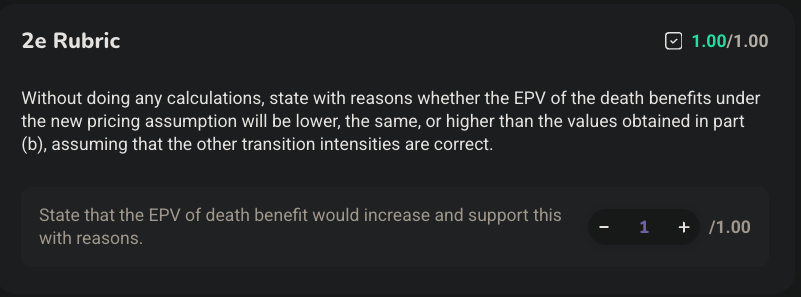 2e Rubric
1.00/1.00
Without doing any calculations, state with reasons whether the EPV of the death benefits under
the new pricing assumption will be lower, the same, or higher than the values obtained in part
(b), assuming that the other transition intensities are correct.
State that the EPV of death benefit would increase and support this
with reasons.
− 1 + /1.00